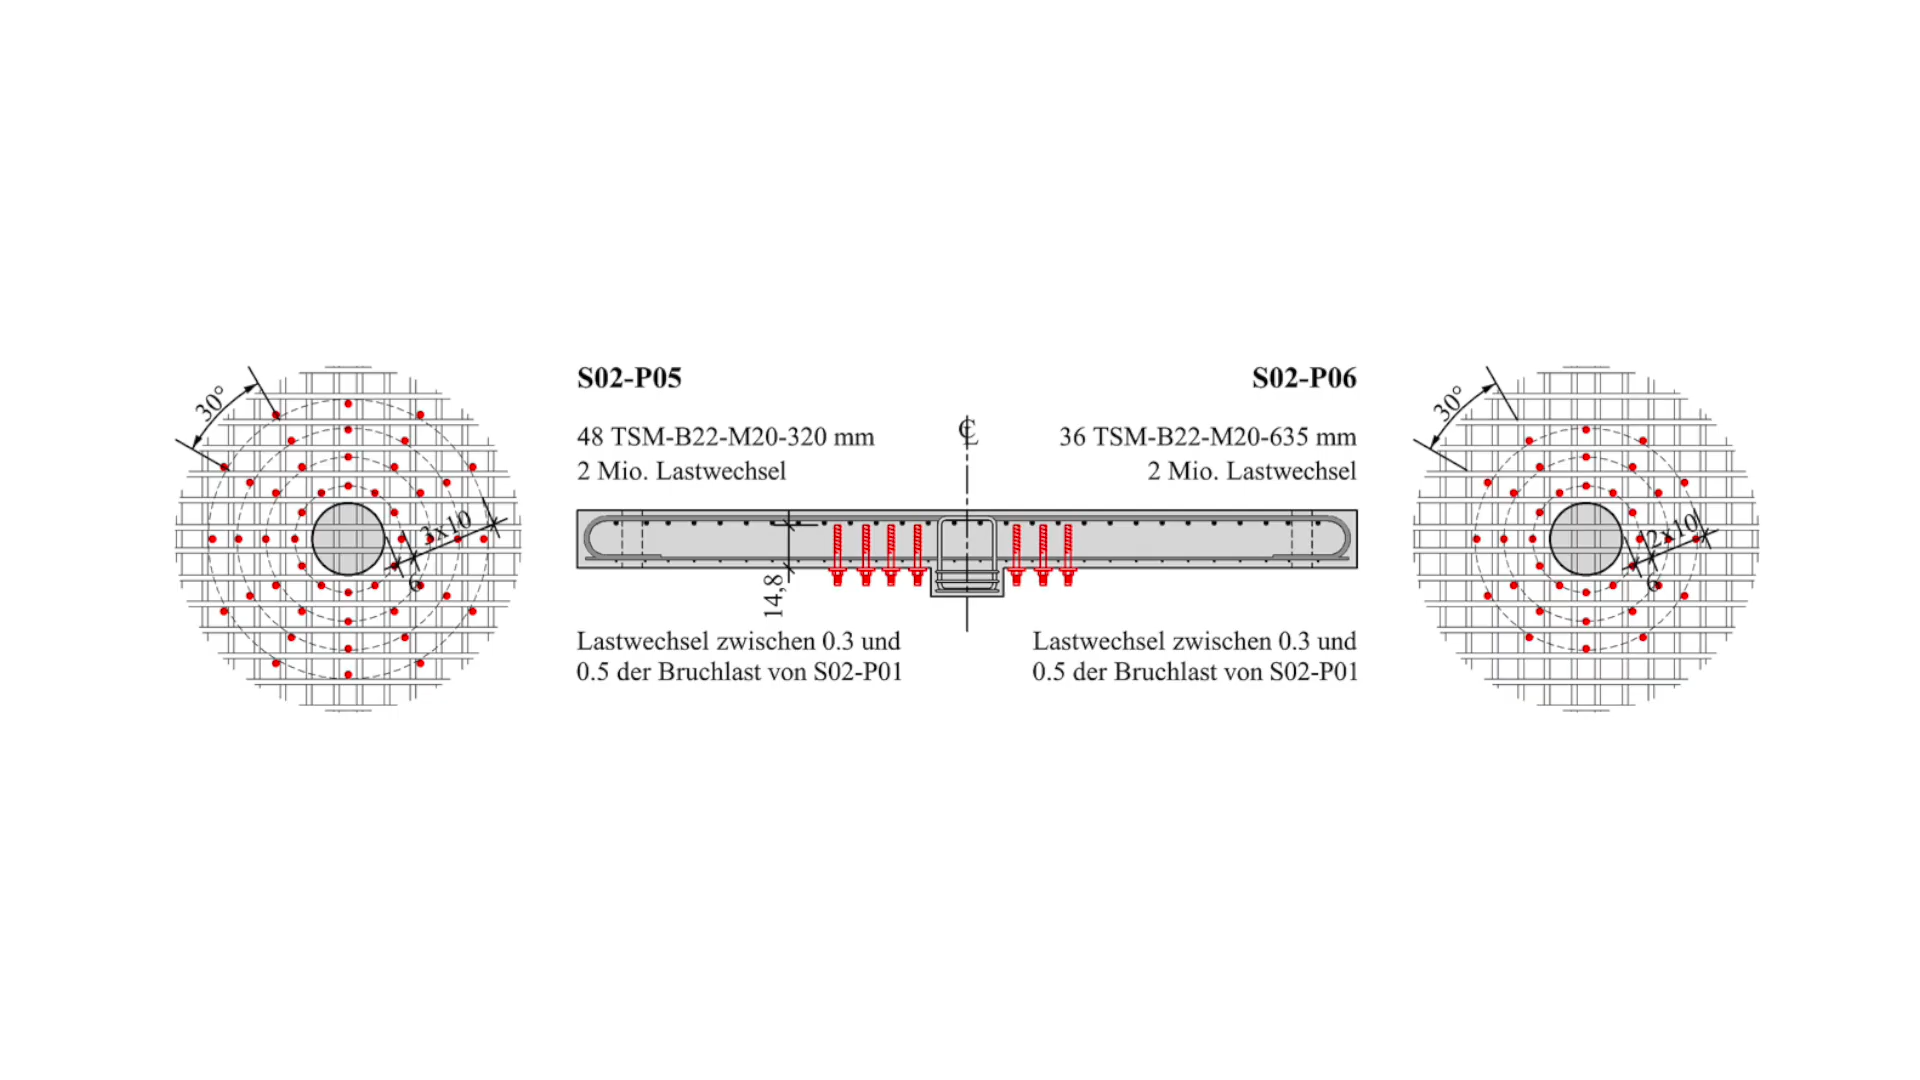 30°
3x10
6
S02-P05
48 TSM-B22-M20-320 mm
2 Mio. Lastwechsel
14,8
Lastwechsel zwischen 0.3 und
0.5 der Bruchlast von S02-P01
℄
S02-P06
36 TSM-B22-M20-635 mm
2 Mio. Lastwechsel
Lastwechsel zwischen 0.3 und
0.5 der Bruchlast von S02-P01
30°
2x10
6